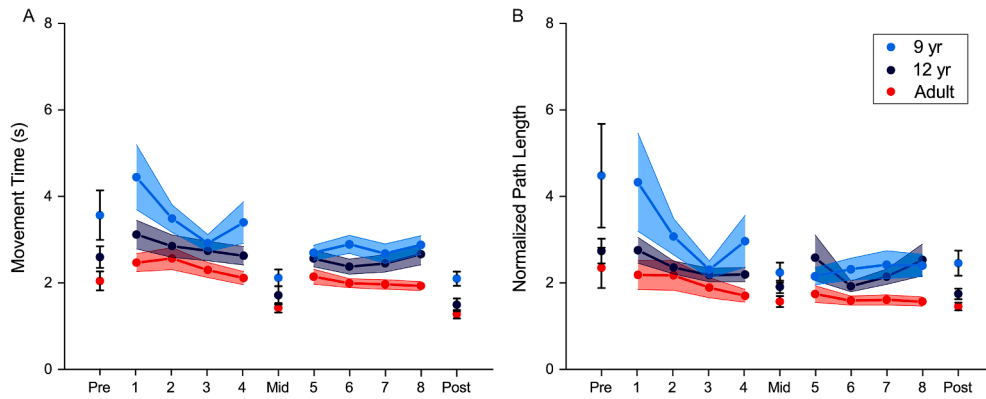 A
B
8
6
4
2
0
Movement Time (s)
Pre 1 2 3 4 Mid 5 6 7 8 Post
8
6
4
2
0
Normalized Path Length
9 yr
12 yr
Adult
Pre 1 2 3 4 Mid 5 6 7 8 Post